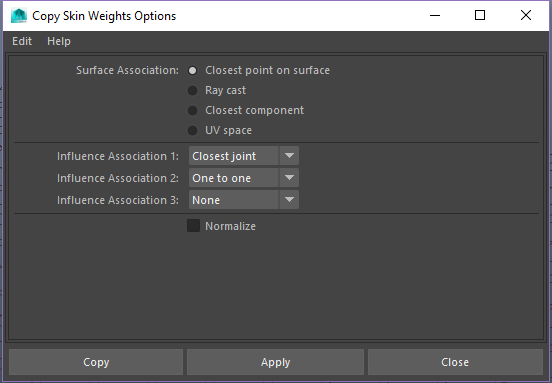 Copy Skin Weights Options
Edit Help
Surface Association: Closest point on surface
Ray cast
Closest component
UV space
Influence Association 1: Closest joint
Influence Association 2: One to one
Influence Association 3: None
Normalize
Copy Apply Close